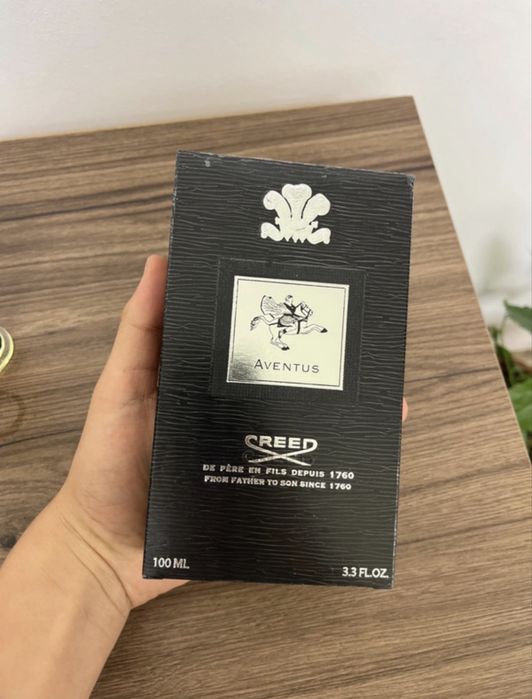 AVENTUS
CREED
DE PÈRE EN FILS DEPUIS 1760
FROM FATHER TO SON SINCE 1760
100 ML
3.3 FL.OZ.